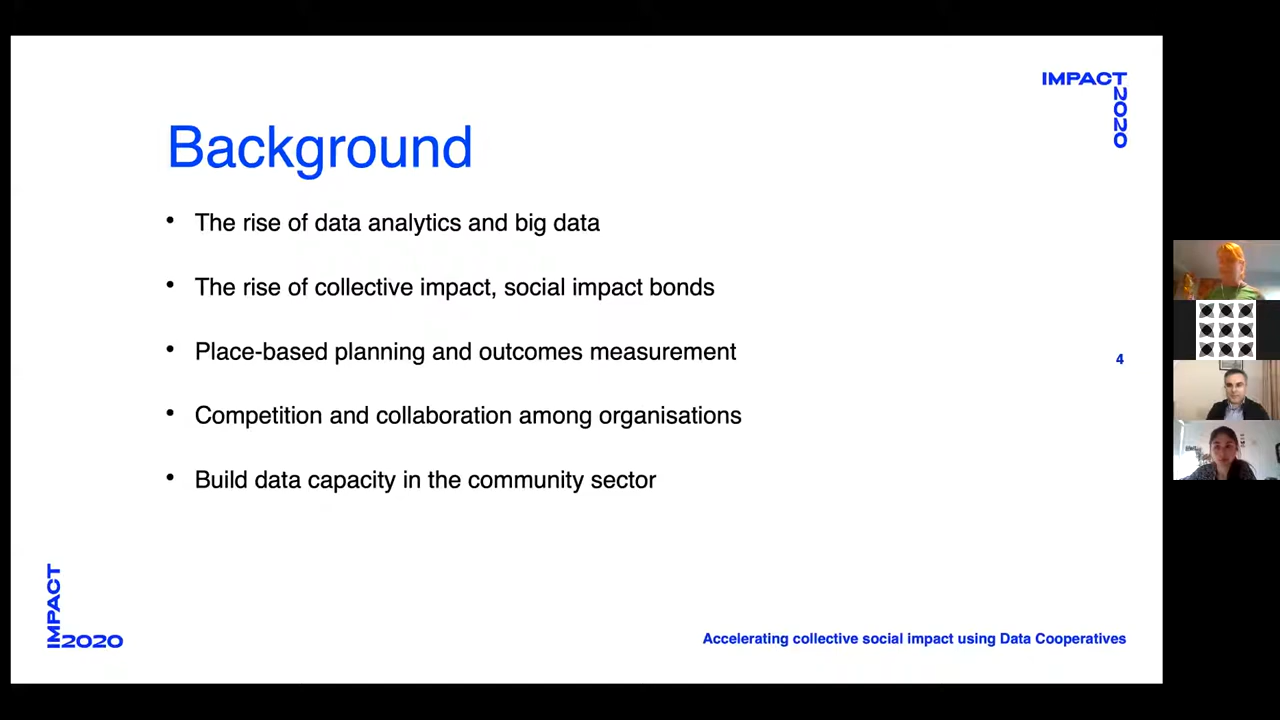 IMPACT
2020
Background
• The rise of data analytics and big data
• The rise of collective impact, social impact bonds
• Place-based planning and outcomes measurement
4
• Competition and collaboration among organisations
• Build data capacity in the community sector
IMPACT
2020
Accelerating collective social impact using Data Cooperatives